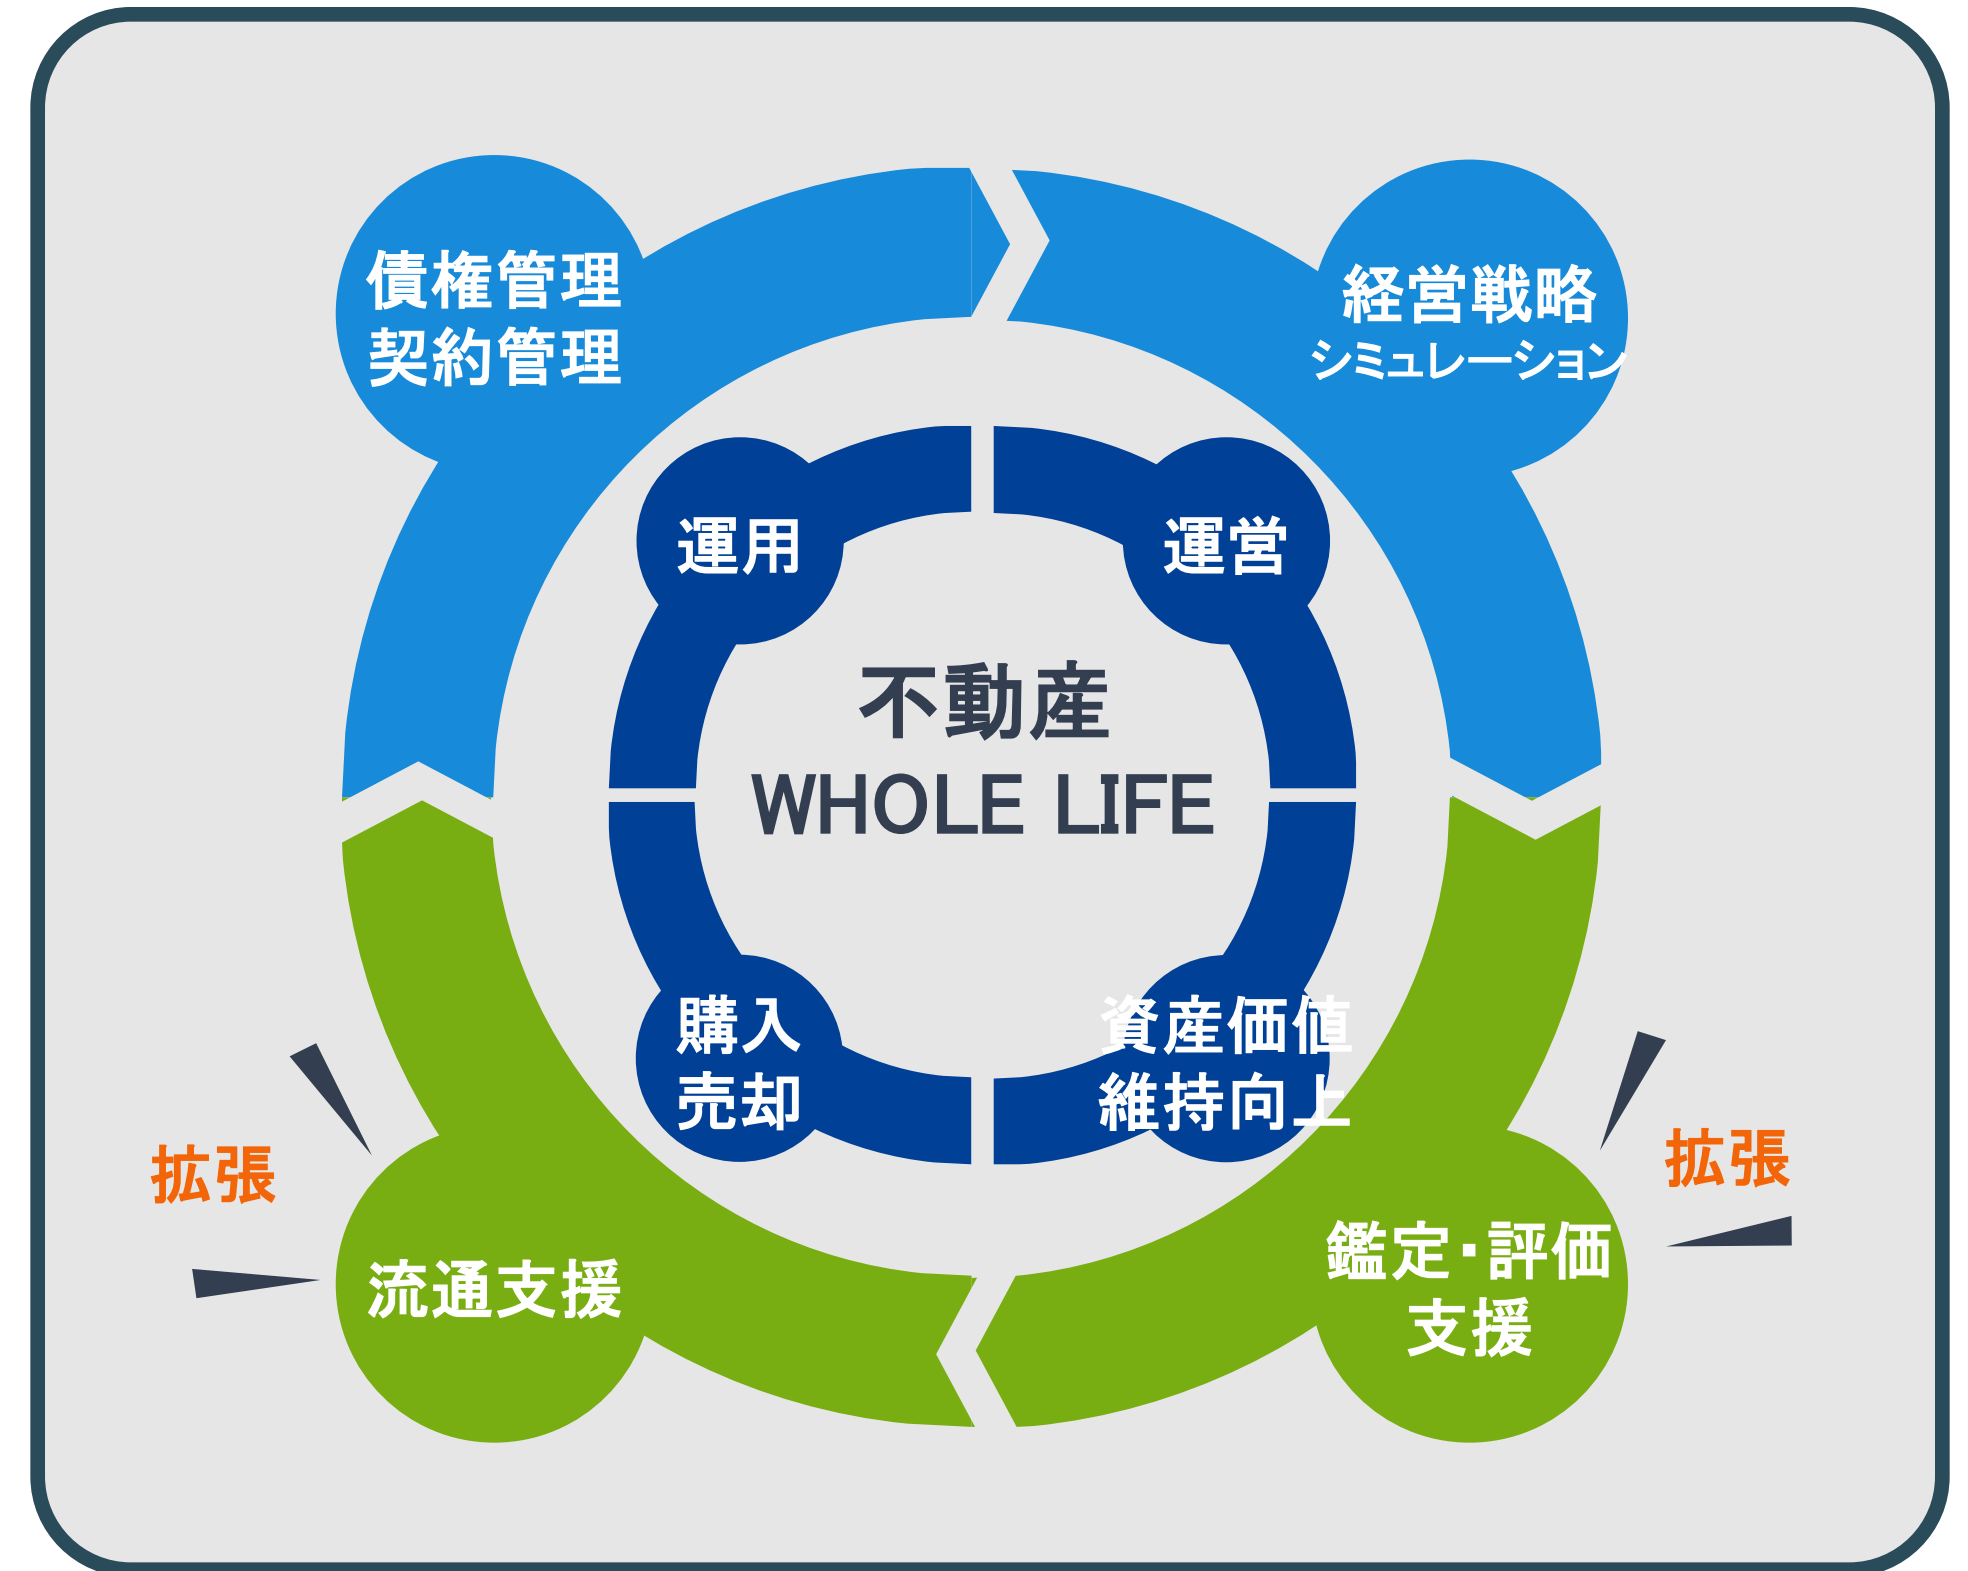 債権管理
契約管理
経営戦略
シミュレーション
運用
運営
不動産
WHOLE LIFE
購入
売却
資産価値
維持向上
拡張
流通支援
鑑定・評価
支援
拡張